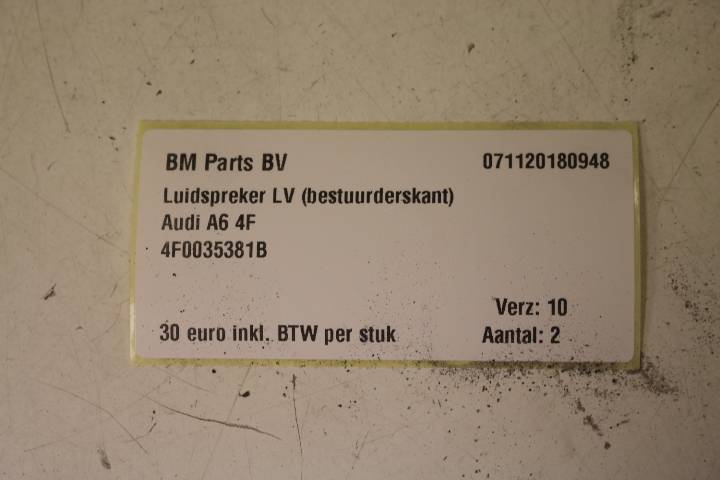 BM Parts BV 071120180948
Luidspreker LV (bestuurderskant)
Audi A6 4F
4F0035381B
Verz: 10
30 euro inkl. BTW per stuk Aantal: 2